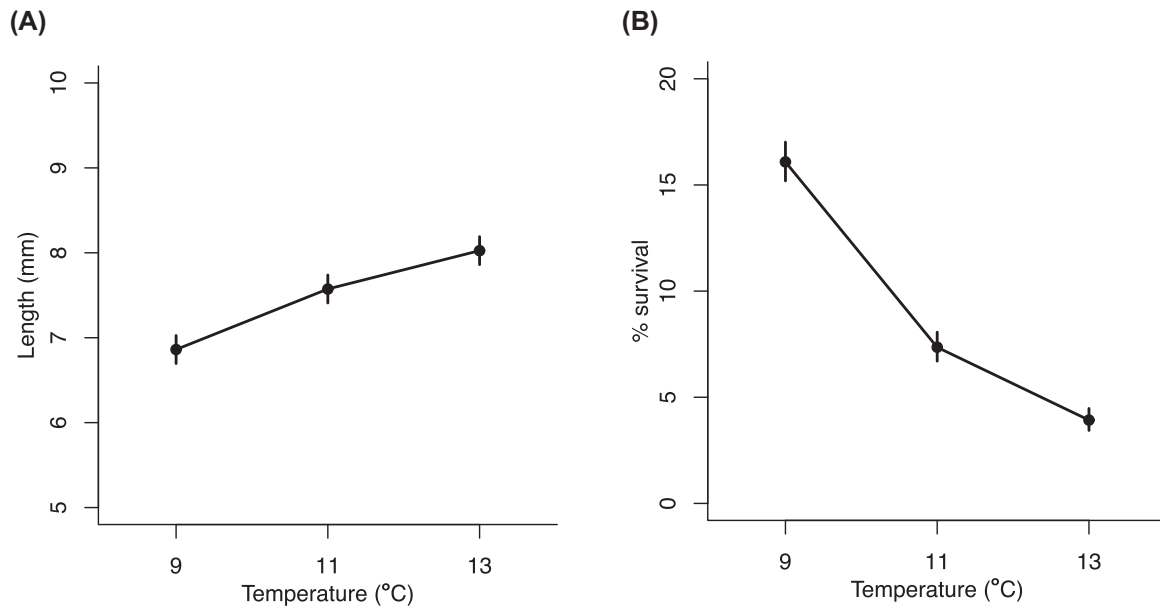 (A)
10
9
8
7
6
5
Length (mm)
9 11 13
Temperature (°C)
(B)
20
15
10
5
0
% survival
9 11 13
Temperature (°C)